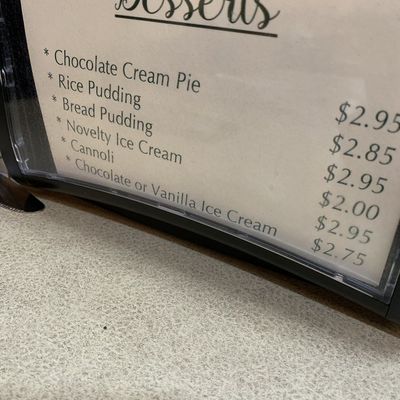 Desserts
* Chocolate Cream Pie $2.95
* Rice Pudding $2.85
* Bread Pudding $2.95
* Novelty Ice Cream $2.00
* Cannoli $2.95
* Chocolate or Vanilla Ice Cream $2.75